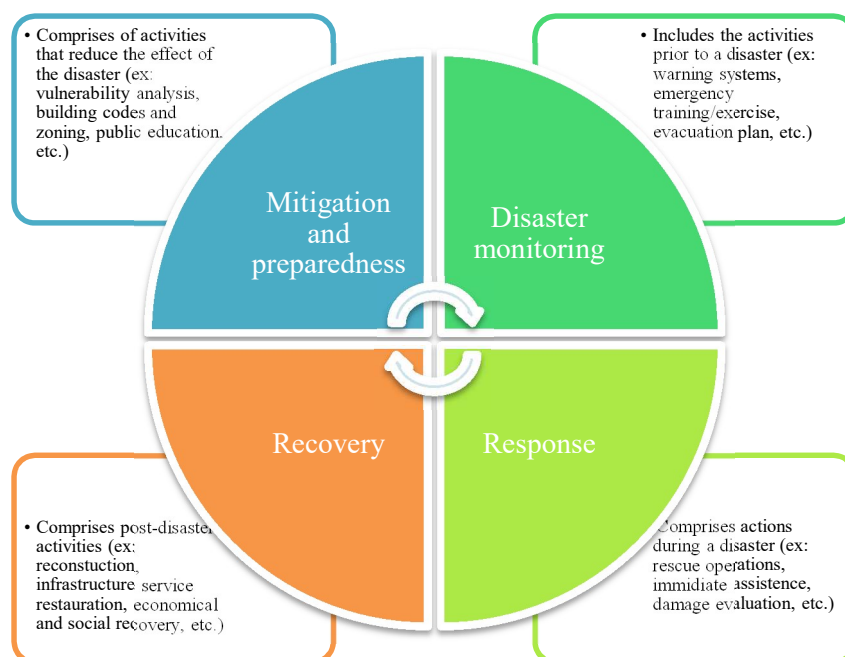 • Comprises of activities
that reduce the effect of
the disaster (ex:
vulnerability analysis,
building codes and
zoning, public education,
etc.)
• Includes the activities
prior to a disaster (ex:
warning systems,
emergency
training/exercise,
evacuation plan, etc.)
Mitigation
and
preparedness
Disaster
monitoring
Recovery
Response
• Comprises post-disaster
activities (ex:
reconstuction,
infrastructure service
restauration, economical
and social recovery, etc.)
Comprises actions
during a disaster (ex:
rescue operations,
immidiate assistence,
damage evaluation, etc.)